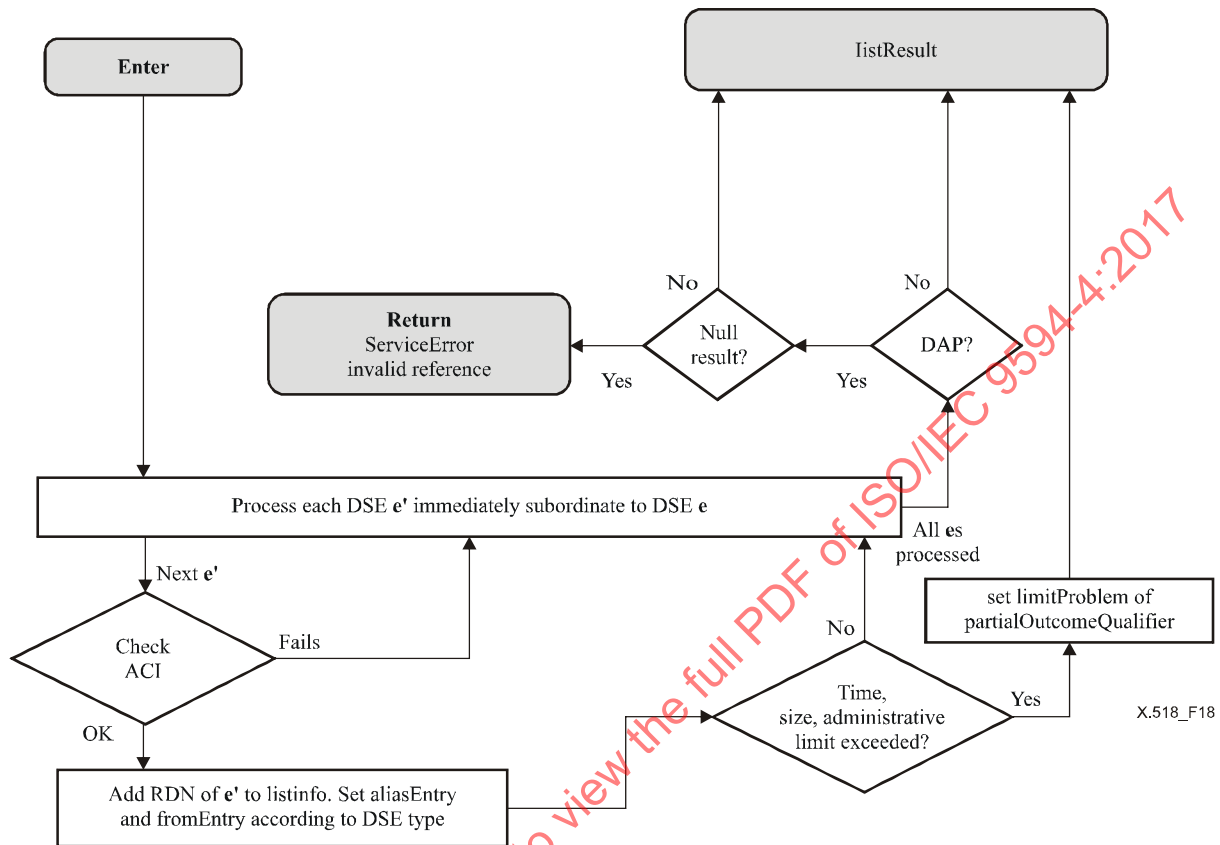 Enter
listResult
No
No
Return
ServiceError
invalid reference
Null
result?
DAP?
Yes
Yes
Process each DSE e' immediately subordinate to DSE e
All es
processed
Next e'
set limitProblem of
partialOutcomeQualifier
Check
ACI
Fails
No
Time,
size, administrative
limit exceeded?
Yes
X.518_F18
OK
Add RDN of e' to listinfo. Set aliasEntry
and fromEntry according to DSE type
to view the full PDF of ISO/IEC 9594-4:2017